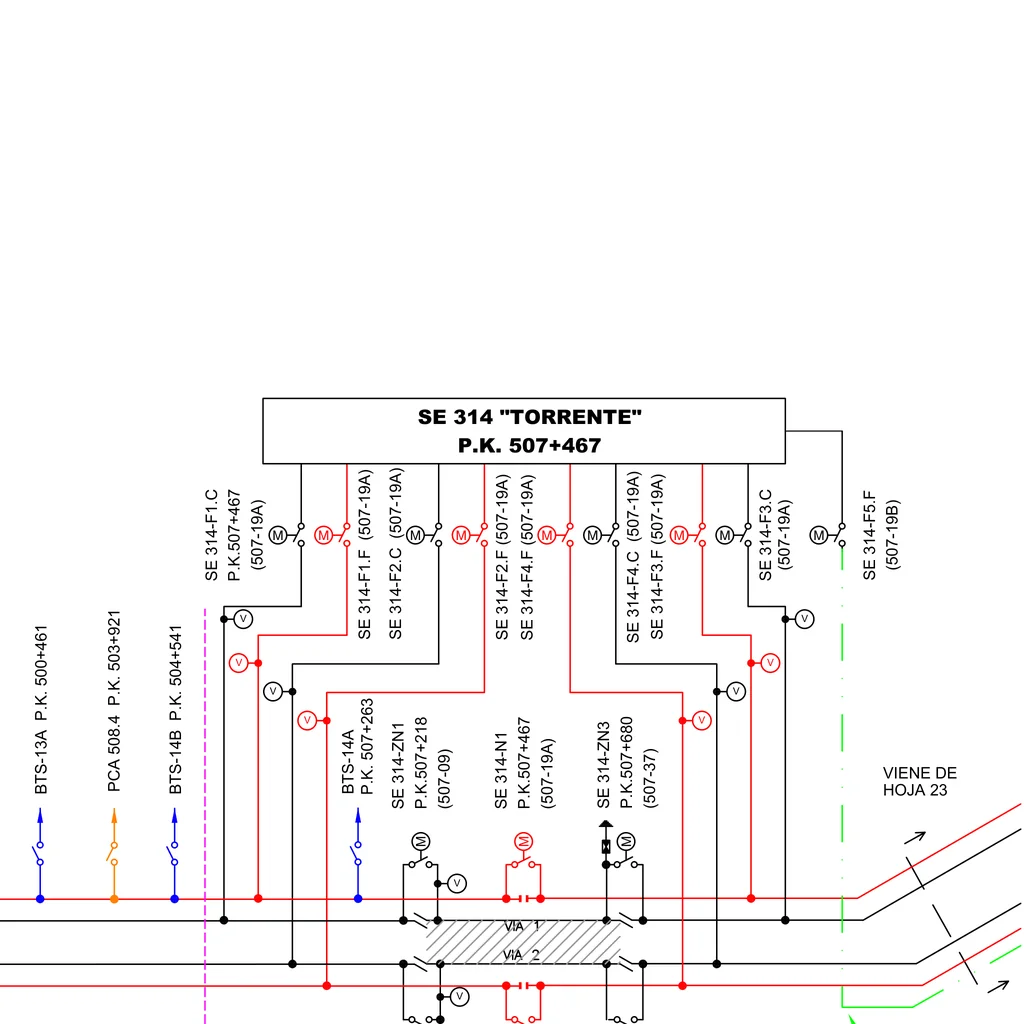 SE 314 "TORRENTE"
P.K. 507+467
SE 314-F1.C
P.K.507+467
(507-19A)
SE 314-F1.F (507-19A)
SE 314-F2.C (507-19A)
SE 314-F2.F (507-19A)
SE 314-F4.F (507-19A)
SE 314-F4.C (507-19A)
SE 314-F3.F (507-19A)
SE 314-F3.C
(507-19A)
SE 314-F5.F
(507-19B)
M
M
M
M
M
M
M
M
M
V
V
V
V
V
V
V
V
BTS-13A P.K. 500+461
PCA 508.4 P.K. 503+921
BTS-14B P.K. 504+541
BTS-14A
P.K. 507+263
SE 314-ZN1
P.K.507+218
(507-09)
SE 314-N1
P.K.507+467
(507-19A)
SE 314-ZN3
P.K.507+680
(507-37)
VIENE DE
HOJA 23
M
M
M
V
VIA 1
VIA 2
V